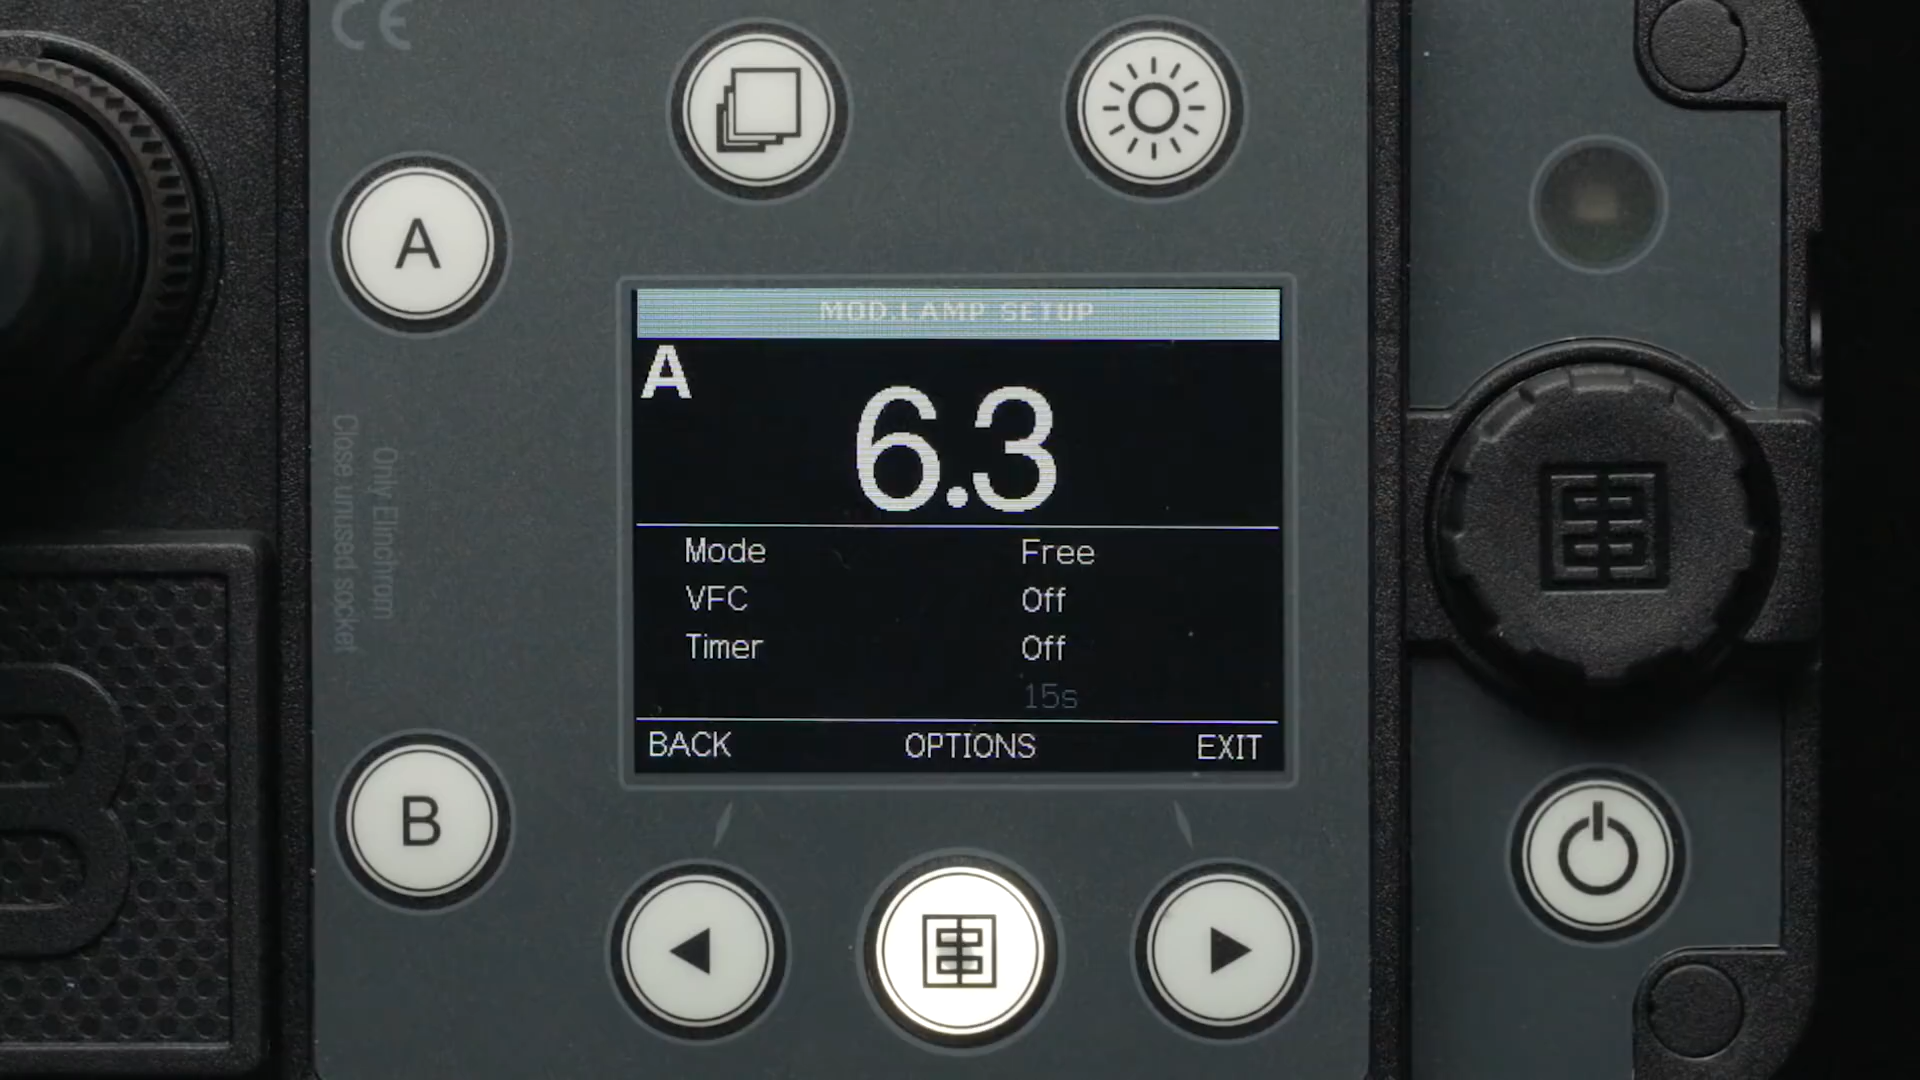 CE
A
MOD.LAMP SETUP
A
6.3
Mode Free
VFC Off
Timer Off
15s
BACK OPTIONS EXIT
Only Elinchrom
Close unused socket
B
B